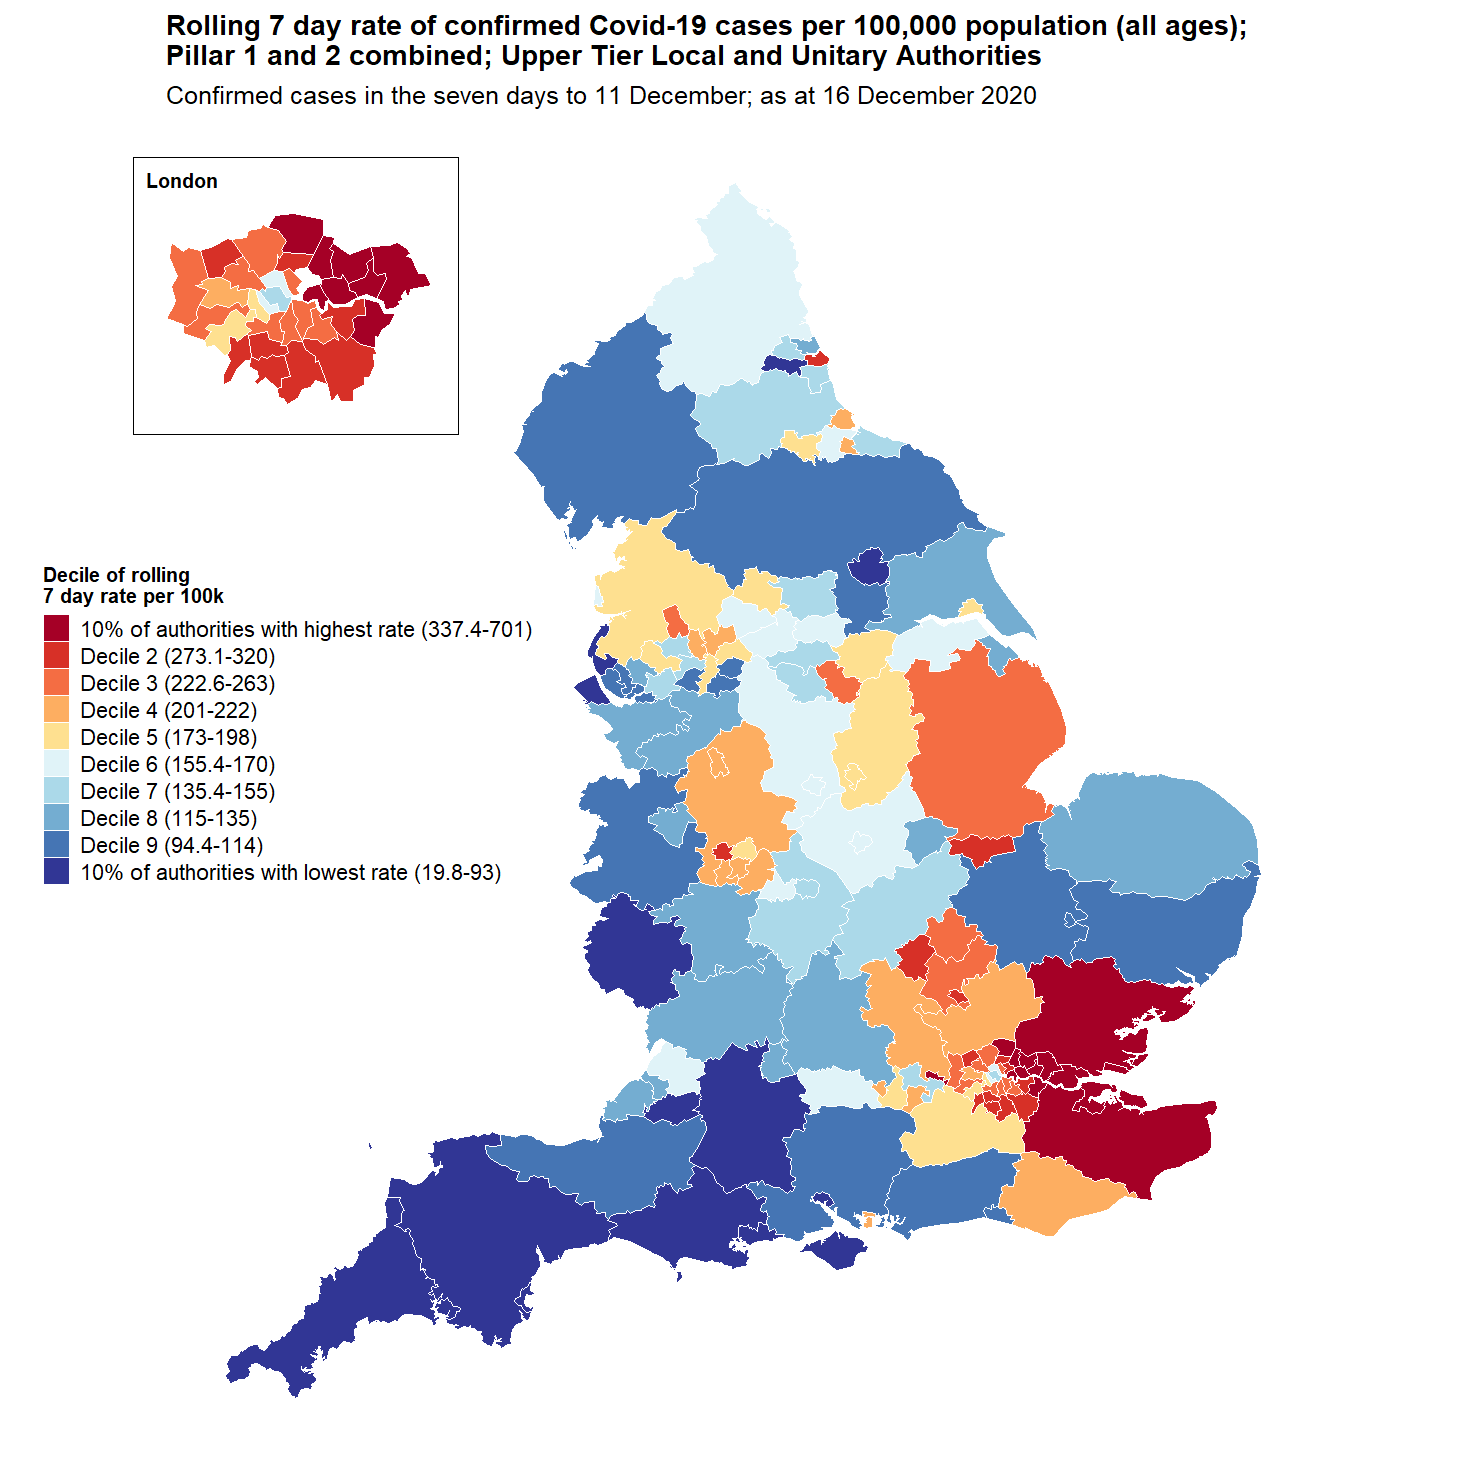 Rolling 7 day rate of confirmed Covid-19 cases per 100,000 population (all ages);
Pillar 1 and 2 combined; Upper Tier Local and Unitary Authorities
Confirmed cases in the seven days to 11 December; as at 16 December 2020
London
Decile of rolling
7 day rate per 100k
10% of authorities with highest rate (337.4-701)
Decile 2 (273.1-320)
Decile 3 (222.6-263)
Decile 4 (201-222)
Decile 5 (173-198)
Decile 6 (155.4-170)
Decile 7 (135.4-155)
Decile 8 (115-135)
Decile 9 (94.4-114)
10% of authorities with lowest rate (19.8-93)